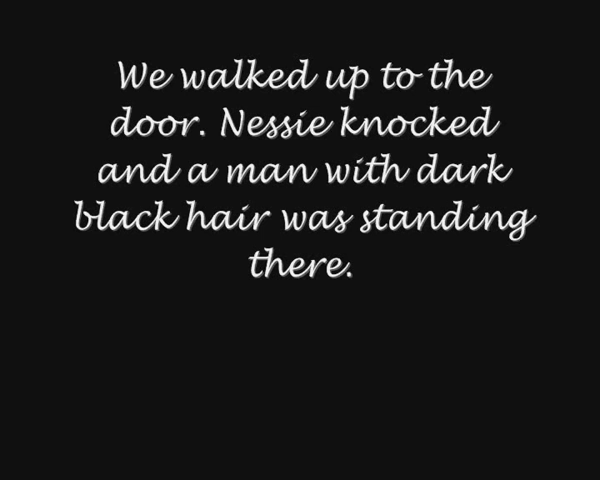 We walked up to the
door. Nessie knocked
and a man with dark
black hair was standing
there.